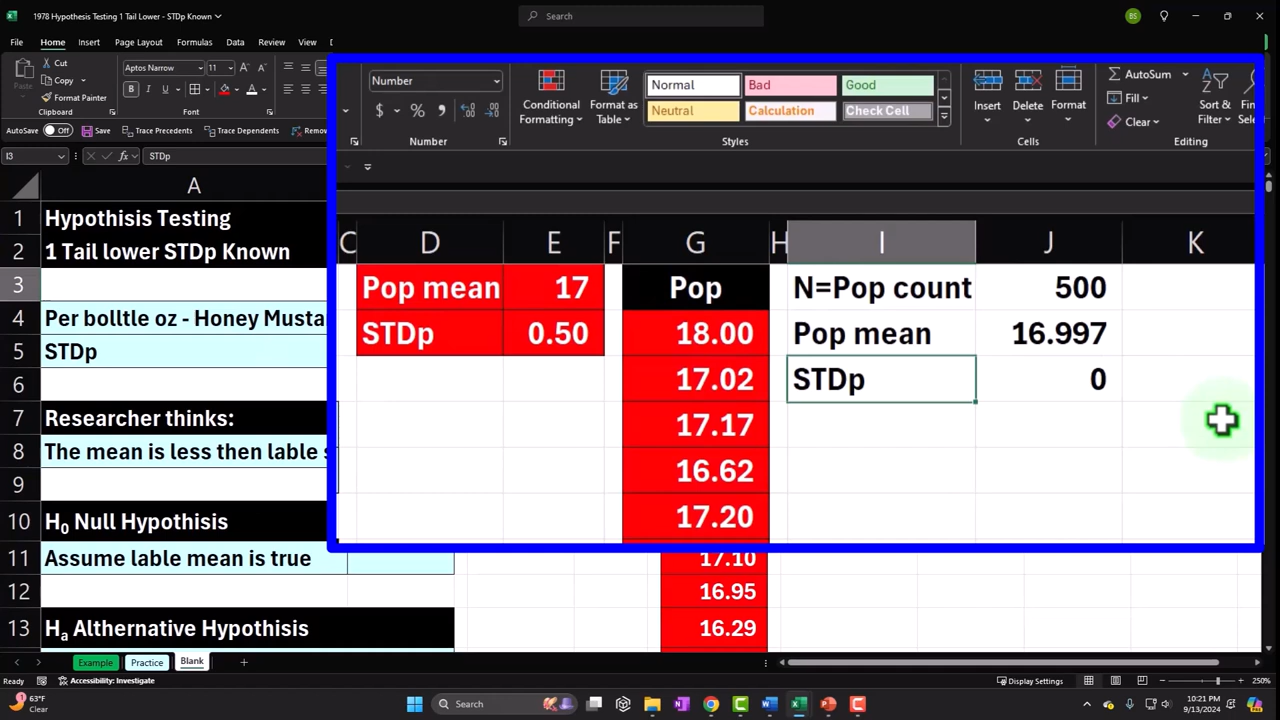 1978 Hypothesis Testing 1 Tail Lower - STDp Known
Search
BS
File
Home
Insert
Page Layout
Formulas
Data
Review
View
Cut
Copy
Paste
Format Painter
Clipboard
Aptos Narrow
11
B I U
AutoSave Off Save Trace Precedents Trace Dependents
I3
fx
STDp
Number
$ % ,
Number
Conditional
Formatting
Format as
Table
Normal
Bad
Good
Neutral
Calculation
Check Cell
Styles
Insert
Delete
Format
Cells
AutoSum
Fill
Clear
Sort &
Filter
Editing
A
1 Hypothisis Testing
2 1 Tail lower STDp Known
3
4 Per bolltle oz - Honey Musta
5 STDp
6
7 Researcher thinks:
8 The mean is less then lable
9
10 H0 Null Hypothisis
11 Assume lable mean is true
12
13 Ha Althernative Hypothisis
C D E F G H I J K
Pop mean 17 Pop N=Pop count 500
STDp 0.50 18.00 Pop mean 16.997
17.02 STDp 0
17.17
16.62
17.20
17.10
16.95
16.29
Example
Practice
Blank
Ready
Accessibility: Investigate
Display Settings
250%
63°F
Clear
Search
10:21 PM
9/13/2024